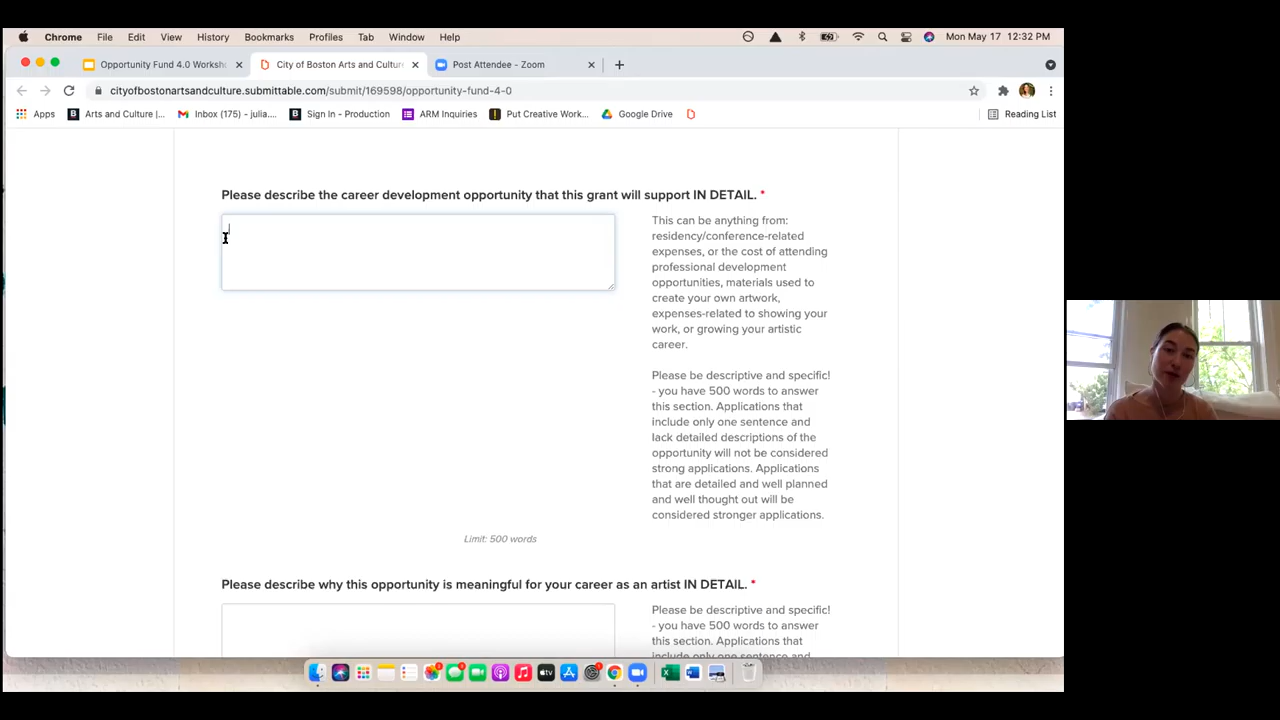 Chrome File Edit View History Bookmarks Profiles Tab Window Help Mon May 17 12:32 PM
Opportunity Fund 4.0 Worksh City of Boston Arts and Culture Post Attendee - Zoom
cityofbostonartsandculture.submittable.com/submit/169598/opportunity-fund-4-0
Apps Arts and Culture |... Inbox (175) - julia.... Sign In - Production ARM Inquiries Put Creative Work... Google Drive Reading List
Please describe the career development opportunity that this grant will support IN DETAIL. *
This can be anything from:
residency/conference-related
expenses, or the cost of attending
professional development
opportunities, materials used to
create your own artwork,
expenses-related to showing your
work, or growing your artistic
career.
Please be descriptive and specific!
- you have 500 words to answer
this section. Applications that
include only one sentence and
lack detailed descriptions of the
opportunity will not be considered
strong applications. Applications
that are detailed and well planned
and well thought out will be
considered stronger applications.
Limit: 500 words
Please describe why this opportunity is meaningful for your career as an artist IN DETAIL. *
Please be descriptive and specific!
- you have 500 words to answer
this section. Applications that
include only one sentence and